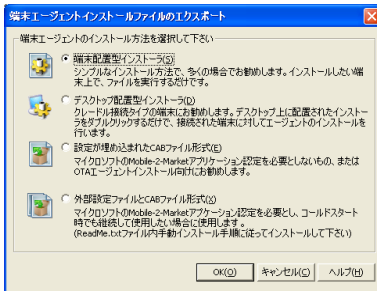 端末エージェントインストールファイルのエクスポート
端末エージェントのインストール方法を選択して下さい
端末配置型インストーラ(S)
シンプルなインストール方法で、多くの場合でお勧めします。インストールしたい端
末上で、ファイルを実行するだけです。
デスクトップ配置型インストーラ(D)
クレードル接続タイプの端末にお勧めします。デスクトップ上に配置されたインストー
ラをダブルクリックするだけで、接続された端末に対してエージェントのインストールを
行います。
設定が埋め込まれたCABファイル形式(E)
マイクロソフトのMobile-2-Marketアプリケーション認定を必要としないもの、または
OTAエージェントインストール向けにお勧めします。
外部設定ファイルとCABファイル形式(X)
マイクロソフトのMobile-2-Marketアプケーション認定を必要とし、コールドスタート
時でも継続して使用したい場合に使用します。
(ReadMe.txtファイル内手動インストール手順に従ってインストールして下さい)
OK(O) キャンセル(C) ヘルプ(H)